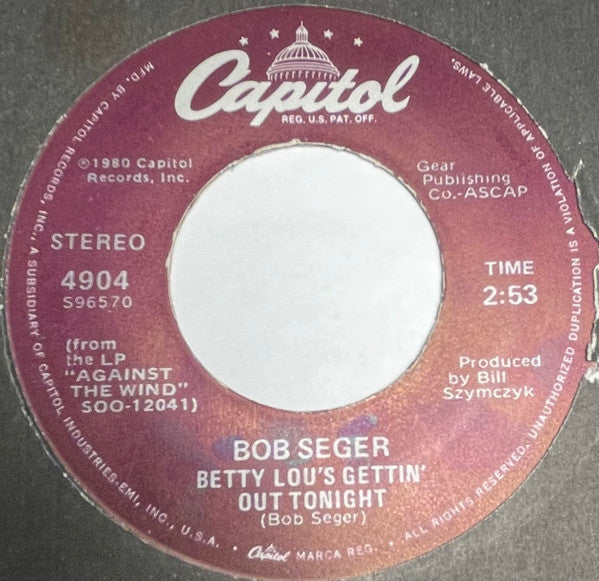 Capitol
REG. U.S. PAT. OFF.
℗1980 Capitol
Records, Inc.
Gear
Publishing
Co.-ASCAP
STEREO
4904
S96570
TIME
2:53
(from
the LP
"AGAINST
THE WIND"
SOO-12041)
Produced
by Bill
Szymczyk
BOB SEGER
BETTY LOU'S GETTIN'
OUT TONIGHT
(Bob Seger)
MFD. BY CAPITOL RECORDS, INC., A SUBSIDIARY OF CAPITOL INDUSTRIES-EMI, INC., U.S.A. • Capitol MARCA REG. • ALL RIGHTS RESERVED. UNAUTHORIZED DUPLICATION IS A VIOLATION OF APPLICABLE LAWS.